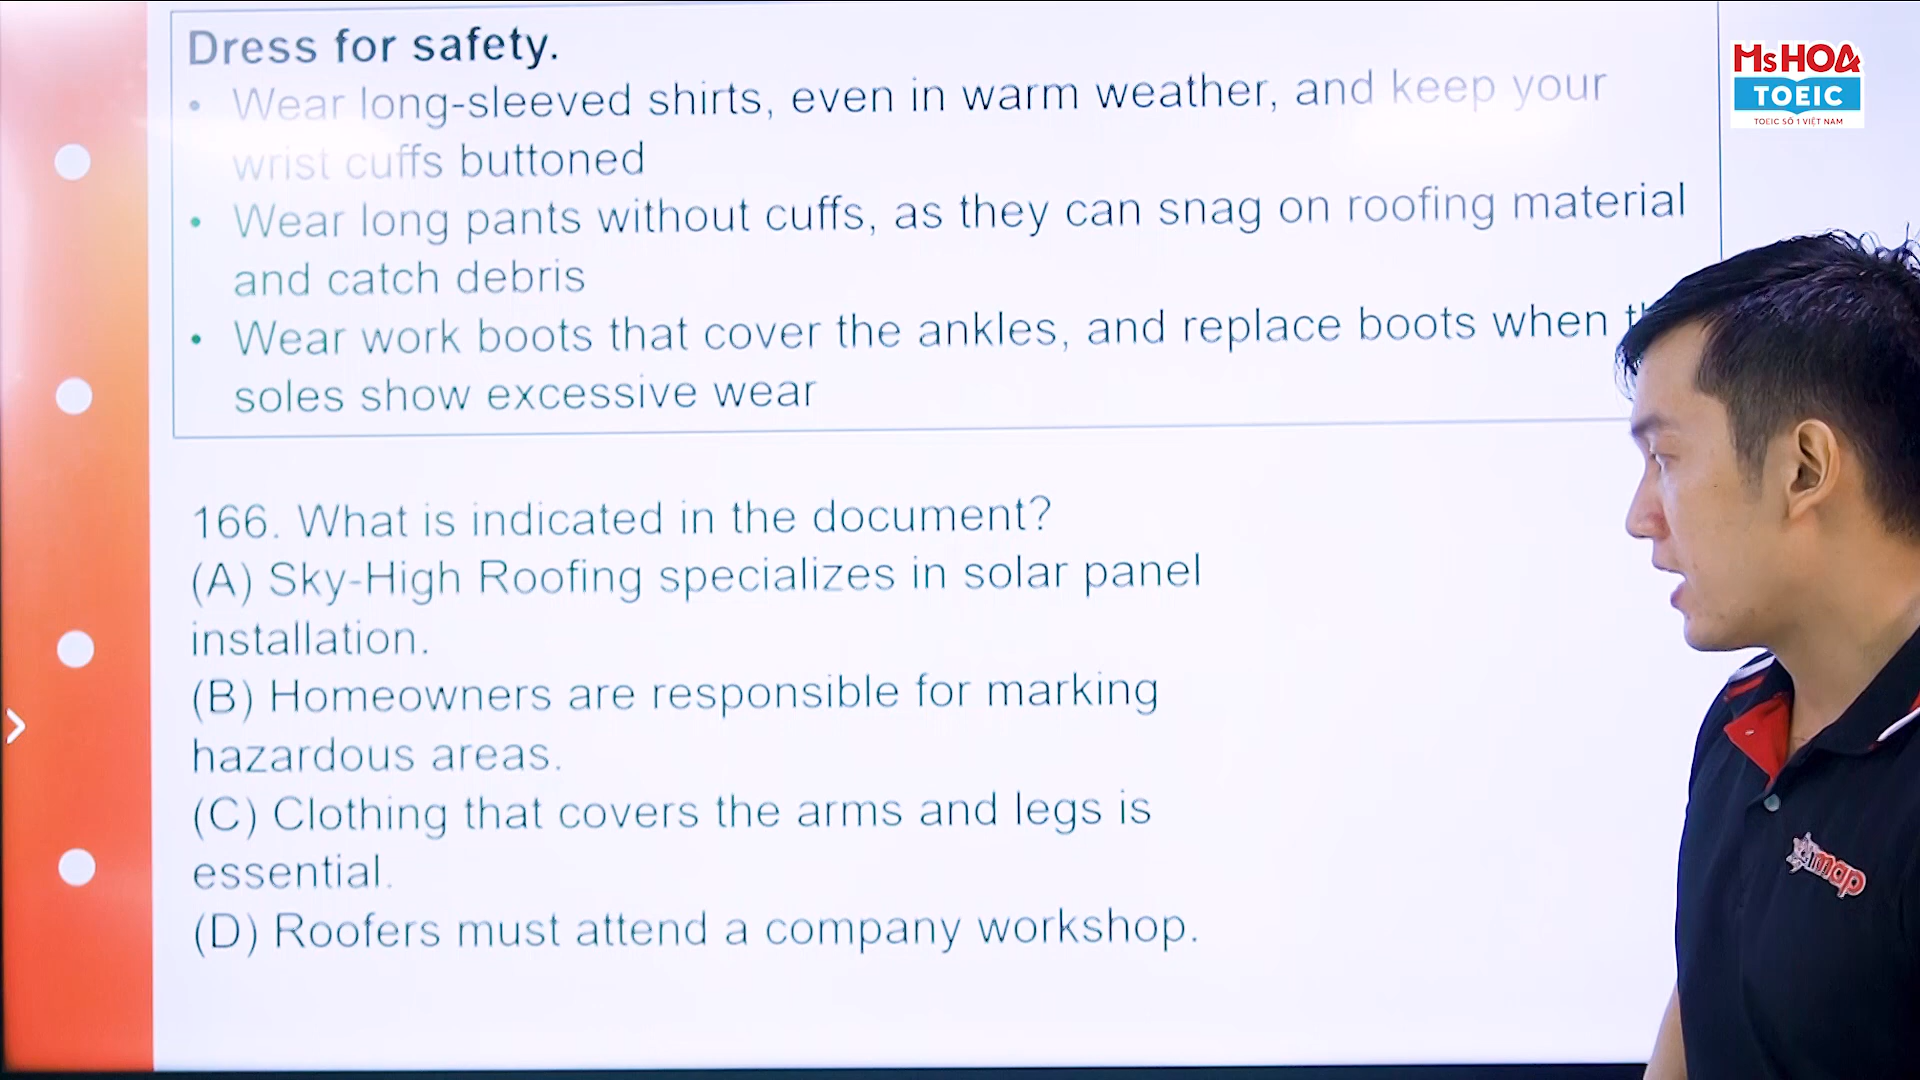 Dress for safety.
• Wear long-sleeved shirts, even in warm weather, and keep your
wrist cuffs buttoned
• Wear long pants without cuffs, as they can snag on roofing material
and catch debris
• Wear work boots that cover the ankles, and replace boots when
soles show excessive wear
166. What is indicated in the document?
(A) Sky-High Roofing specializes in solar panel
installation.
(B) Homeowners are responsible for marking
hazardous areas.
(C) Clothing that covers the arms and legs is
essential.
(D) Roofers must attend a company workshop.
MsHOA
TOEIC
TOEIC SỐ 1 VIỆT NAM
imap